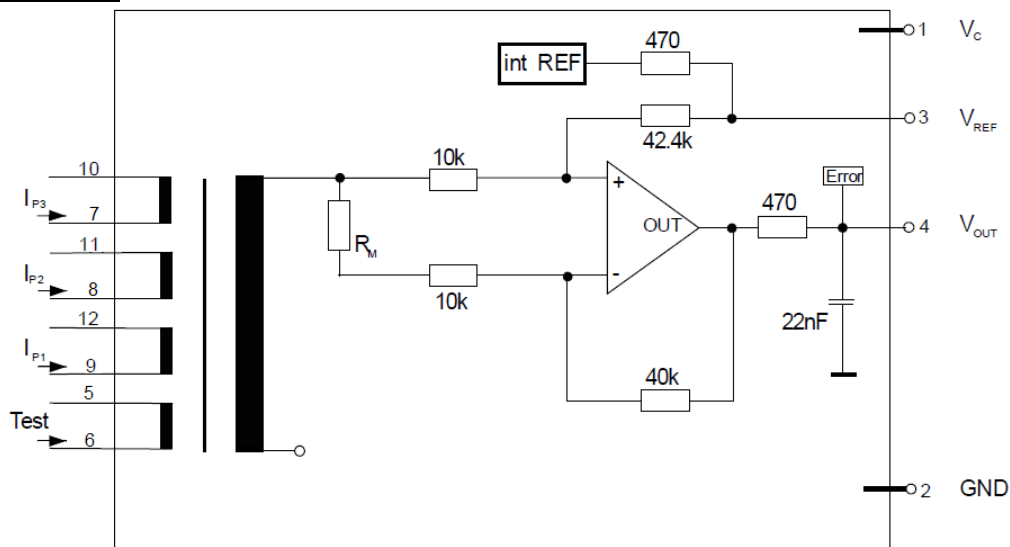 1 V_C
470
int REF
3 V_REF
42.4k
10k
10
+
Error
I_P3
470
7
OUT
4 V_OUT
11
R_M
I_P2
-
8
10k
22nF
12
I_P1
9
40k
5
Test
6
2 GND